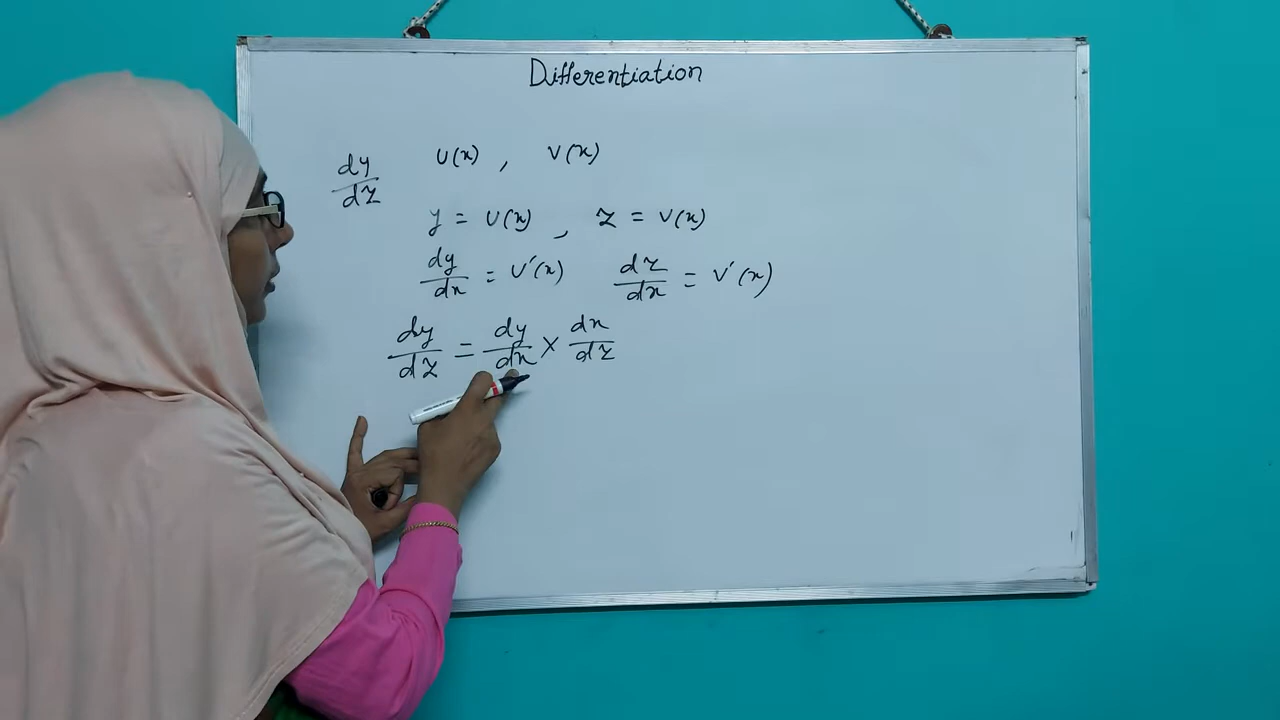 Differentiation
dy/dz U(x) , V(x)
y = U(x) , z = V(x)
dy/dx = U'(x) dz/dx = V'(x)
dy/dz = dy/dx × dx/dz